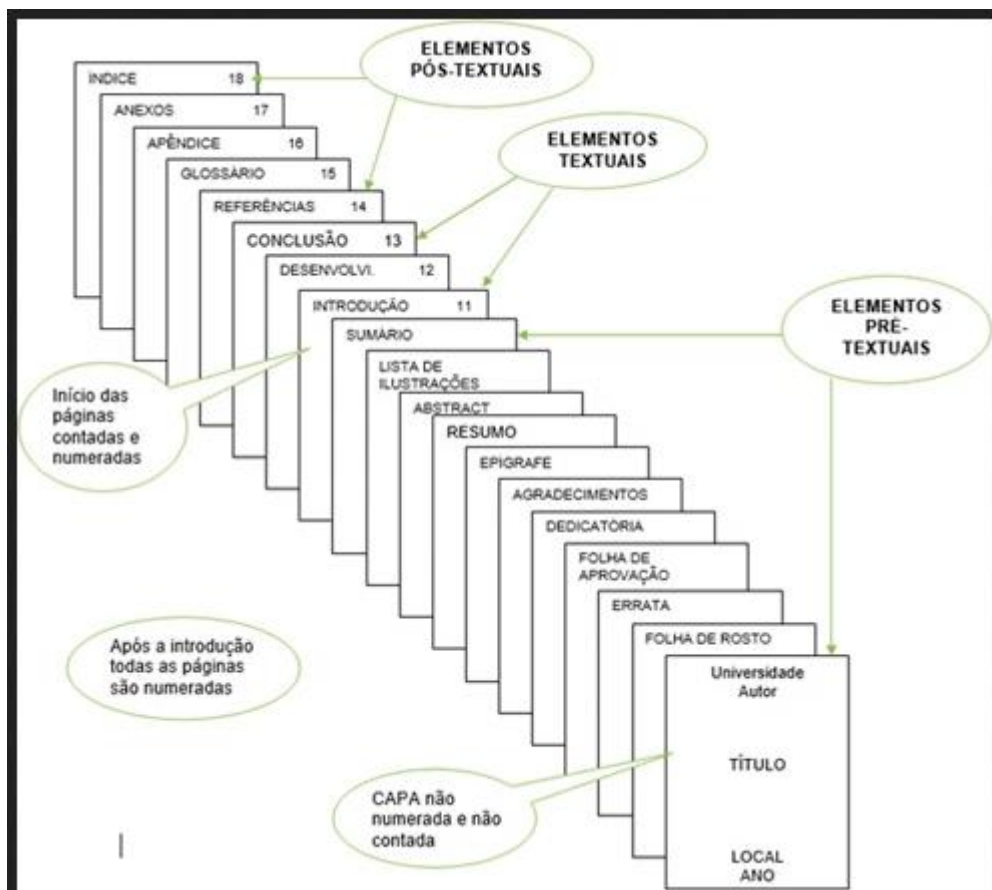 ELEMENTOS
PÓS-TEXTUAIS
ÍNDICE 18
ANEXOS 17
APÊNDICE 16
GLOSSÁRIO 15
REFERÊNCIAS 14
CONCLUSÃO 13
DESENVOLVI. 12
INTRODUÇÃO 11
SUMÁRIO
LISTA DE
ILUSTRAÇÕES
ABSTRACT
RESUMO
EPÍGRAFE
AGRADECIMENTOS
DEDICATÓRIA
FOLHA DE
APROVAÇÃO
ERRATA
FOLHA DE ROSTO
Universidade
Autor
TÍTULO
LOCAL
ANO
ELEMENTOS
TEXTUAIS
ELEMENTOS
PRÉ-
TEXTUAIS
Início das
páginas
contadas e
numeradas
Após a introdução
todas as páginas
são numeradas
CAPA não
numerada e não
contada